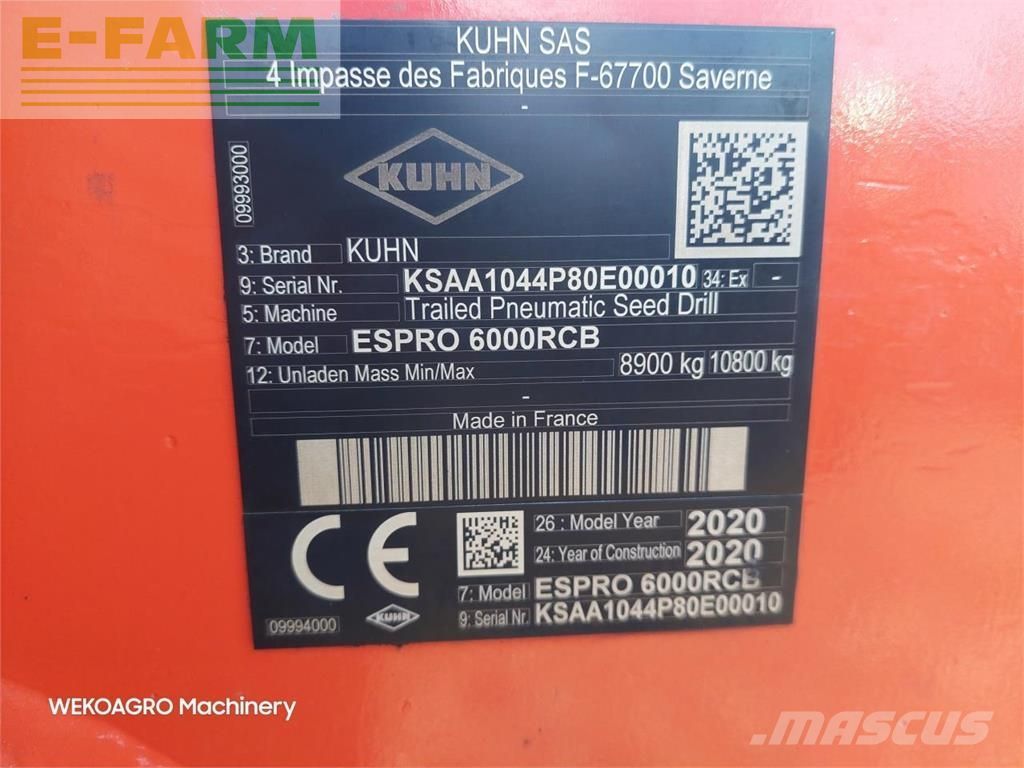 E-FARM
KUHN SAS
4 Impasse des Fabriques F-67700 Saverne
-
09993000
KUHN
3: Brand KUHN
9: Serial Nr. KSAA1044P80E00010 34: Ex -
5: Machine Trailed Pneumatic Seed Drill
7: Model ESPRO 6000RCB
12: Unladen Mass Min/Max 8900 kg 10800 kg
-
Made in France
CE
26 : Model Year 2020
24: Year of Construction 2020
7: Model ESPRO 6000RCB
9: Serial Nr. KSAA1044P80E00010
09994000
KUHN
WEKOAGRO Machinery
MASCUS